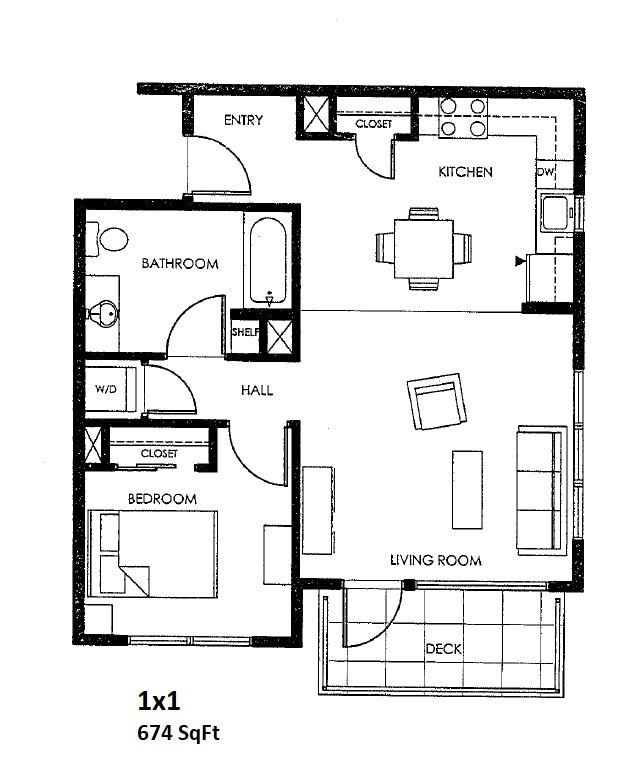 ENTRY
CLOSET
KITCHEN
DW
BATHROOM
SHELF
W/D
HALL
CLOSET
BEDROOM
LIVING ROOM
DECK
1x1
674 SqFt